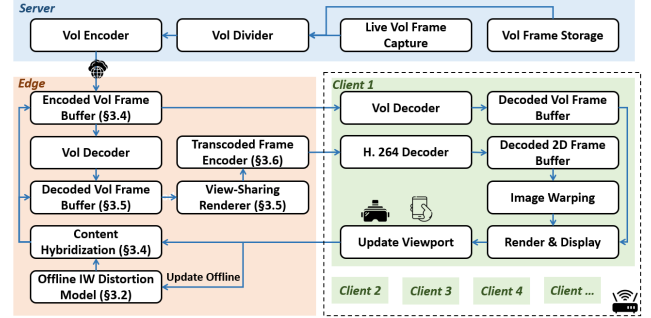 Server
Vol Encoder
Vol Divider
Live Vol Frame
Capture
Vol Frame Storage
Edge
Encoded Vol Frame
Buffer (§3.4)
Vol Decoder
Decoded Vol Frame
Buffer (§3.5)
Transcoded Frame
Encoder (§3.6)
View-Sharing
Renderer (§3.5)
Content
Hybridization (§3.4)
Offline IW Distortion
Model (§3.2)
Update Offline
Client 1
Vol Decoder
Decoded Vol Frame
Buffer
H. 264 Decoder
Decoded 2D Frame
Buffer
Image Warping
Update Viewport
Render & Display
Client 2
Client 3
Client 4
Client ...